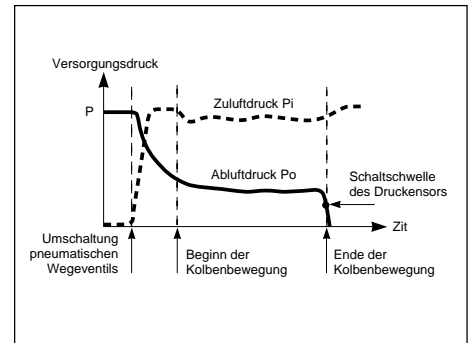 Versorgungsdruck
P
Zuluftdruck Pi
Abluftdruck Po
Schaltschwelle
des Druckensors
Zit
Umschaltung
pneumatischen
Wegeventils
Beginn der
Kolbenbewegung
Ende der
Kolbenbewegung